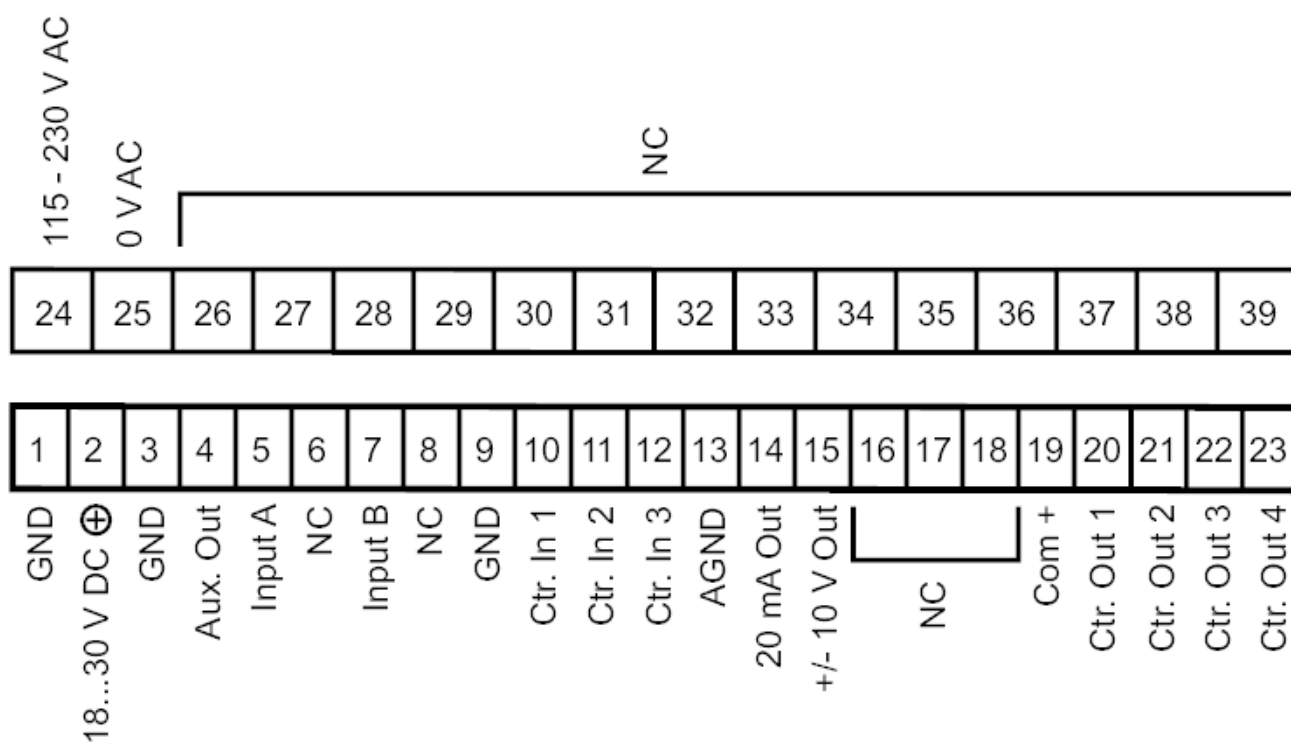 115 - 230 V AC
0 V AC
NC
24 25 26 27 28 29 30 31 32 33 34 35 36 37 38 39
1 2 3 4 5 6 7 8 9 10 11 12 13 14 15 16 17 18 19 20 21 22 23
GND
18...30 V DC ⊕
GND
Aux. Out
Input A
NC
Input B
NC
GND
Ctr. In 1
Ctr. In 2
Ctr. In 3
AGND
20 mA Out
+/- 10 V Out
NC
Com +
Ctr. Out 1
Ctr. Out 2
Ctr. Out 3
Ctr. Out 4